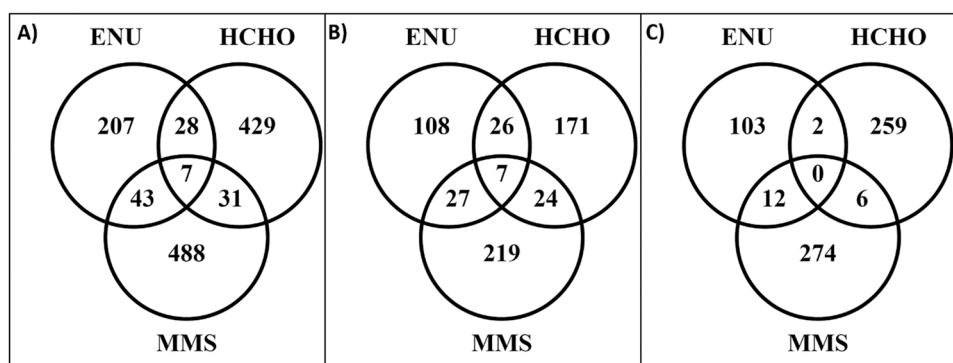 A)
ENU HCHO
207 28 429
7
43 31
488
MMS
B)
ENU HCHO
108 26 171
7
27 24
219
MMS
C)
ENU HCHO
103 2 259
0
12 6
274
MMS